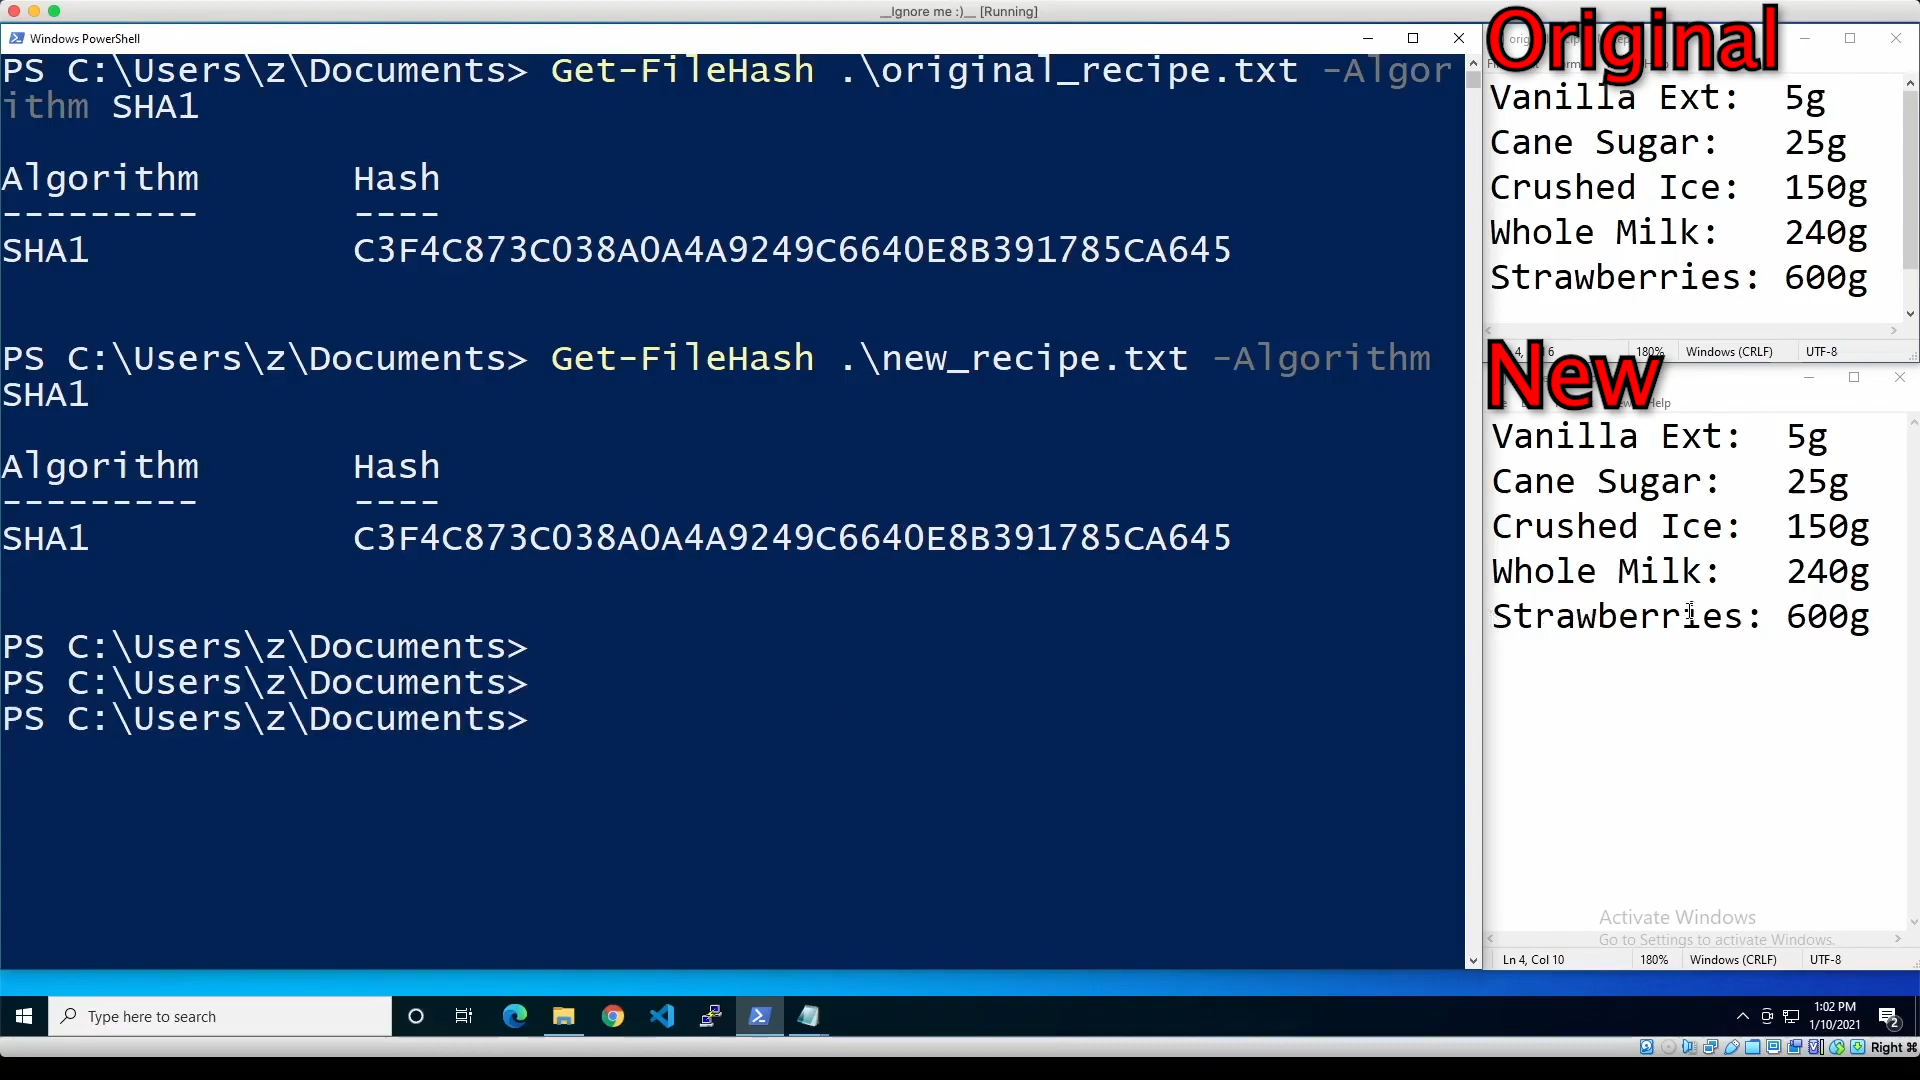 __Ignore me :)__ [Running]
Windows PowerShell
PS C:\Users\z\Documents> Get-FileHash .\original_recipe.txt -Algor
ithm SHA1
Algorithm Hash
--------- ----
SHA1 C3F4C873C038A0A4A9249C6640E8B391785CA645
PS C:\Users\z\Documents> Get-FileHash .\new_recipe.txt -Algorithm
SHA1
Algorithm Hash
--------- ----
SHA1 C3F4C873C038A0A4A9249C6640E8B391785CA645
PS C:\Users\z\Documents>
PS C:\Users\z\Documents>
PS C:\Users\z\Documents>
Original
Vanilla Ext: 5g
Cane Sugar: 25g
Crushed Ice: 150g
Whole Milk: 240g
Strawberries: 600g
180% Windows (CRLF) UTF-8
New
Help
Vanilla Ext: 5g
Cane Sugar: 25g
Crushed Ice: 150g
Whole Milk: 240g
Strawberries: 600g
Activate Windows
Go to Settings to activate Windows.
Ln 4, Col 10 180% Windows (CRLF) UTF-8
Type here to search
1:02 PM
1/10/2021
2
Right ⌘